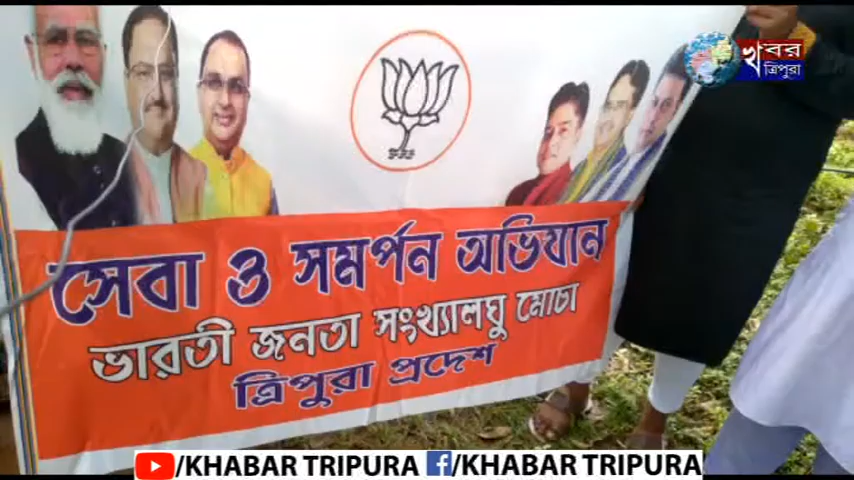 খবর
ত্রিপুরা
সেবা ও সমর্পন অভিযান
ভারতী জনতা সংখ্যালঘু মোর্চা
ত্রিপুরা প্রদেশ
/KHABAR TRIPURA /KHABAR TRIPURA